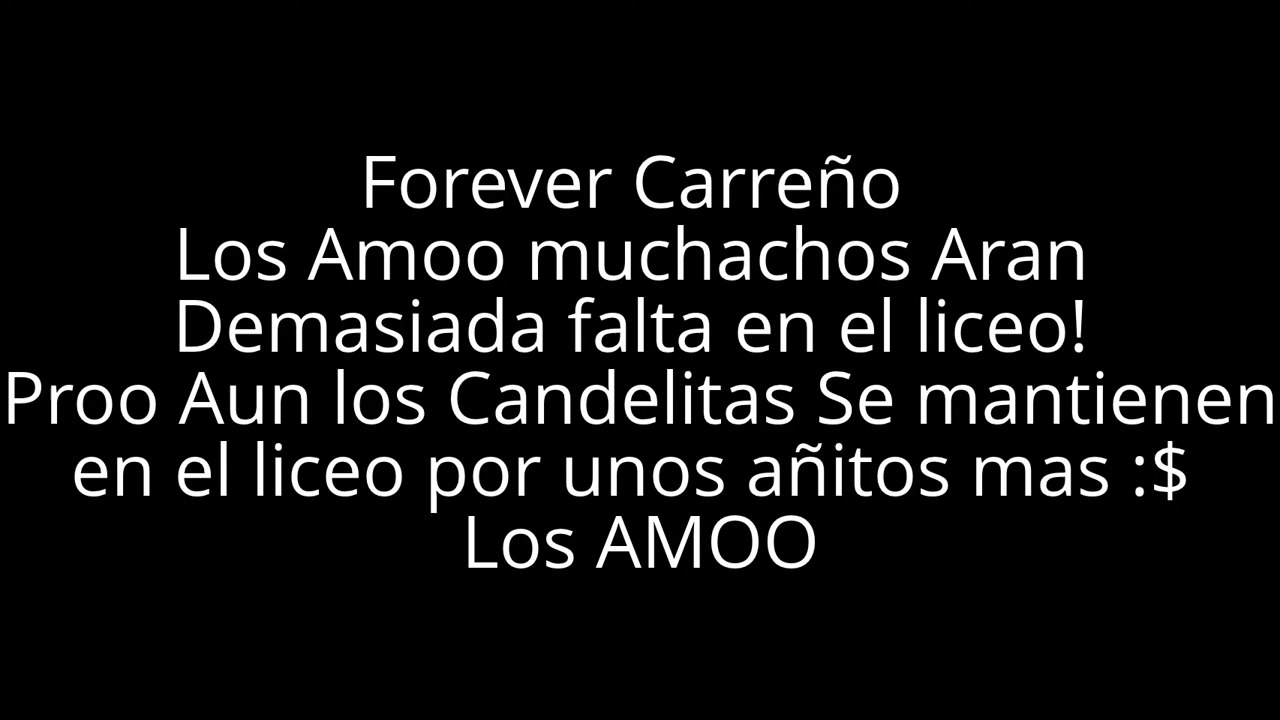 Forever Carreño
Los Amoo muchachos Aran
Demasiada falta en el liceo!
Proo Aun los Candelitas Se mantienen
en el liceo por unos añitos mas :$
Los AMOO